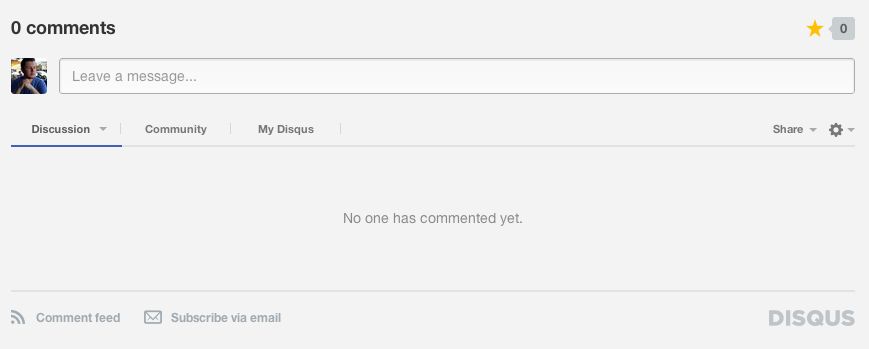 0 comments
0
Leave a message...
Discussion
Community
My Disqus
Share
No one has commented yet.
Comment feed
Subscribe via email
DISQUS